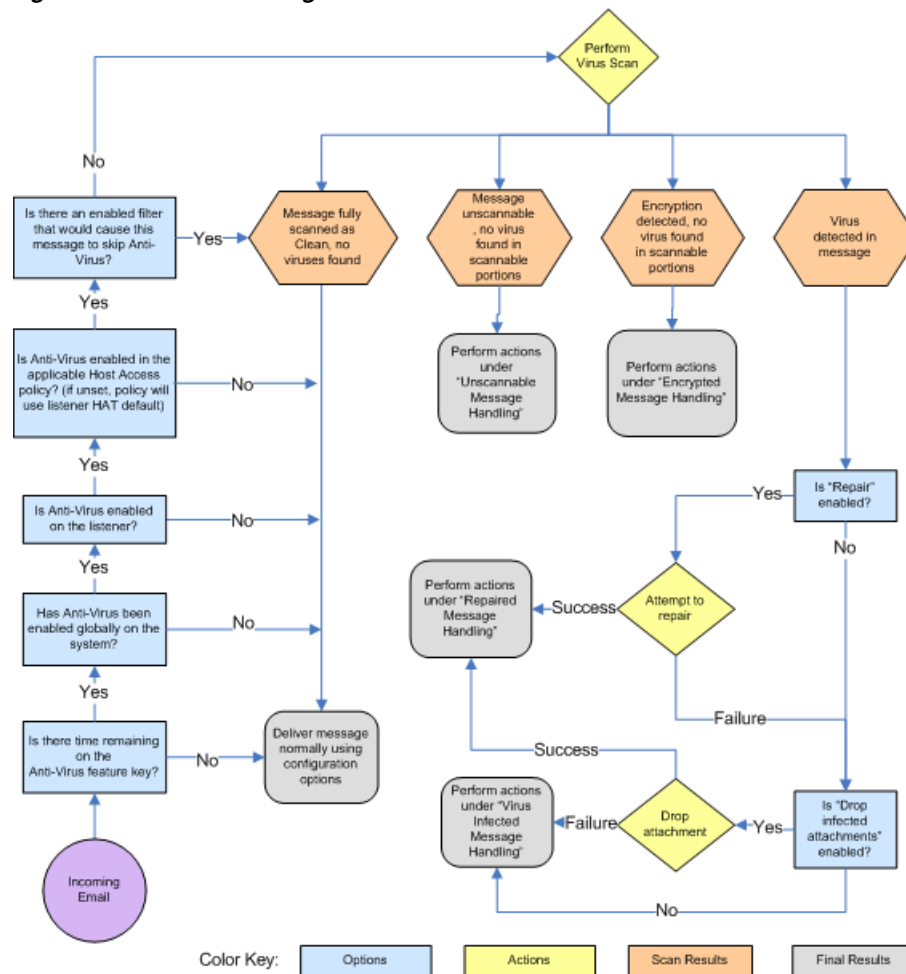 Perform
Virus Scan
No
Is there an enabled filter
that would cause this
message to skip Anti-
Virus?
Yes
Message fully
scanned as
Clean, no
viruses found
Message
unscannable
, no virus
found in
scannable
portions
Encryption
detected, no
virus found
in scannable
portions
Virus
detected in
message
Yes
Is Anti-Virus enabled in the
applicable Host Access
policy? (if unset, policy will
use listener HAT default)
No
Perform actions
under
"Unscannable
Message
Handling"
Perform actions
under "Encrypted
Message Handling"
Yes
Is Anti-Virus enabled
on the listener?
No
Is "Repair"
enabled?
Yes
No
Yes
Has Anti-Virus been
enabled globally on the
system?
No
Perform actions
under "Repaired
Message
Handling"
Success
Attempt to
repair
Yes
Failure
Is there time remaining
on the
Anti-Virus feature key?
No
Deliver message
normally using
configuration
options
Success
Perform actions
under "Virus
Infected
Message
Handling"
Failure
Drop
attachment
Yes
Is "Drop
infected
attachments"
enabled?
No
Incoming
Email
Color Key:
Options
Actions
Scan Results
Final Results